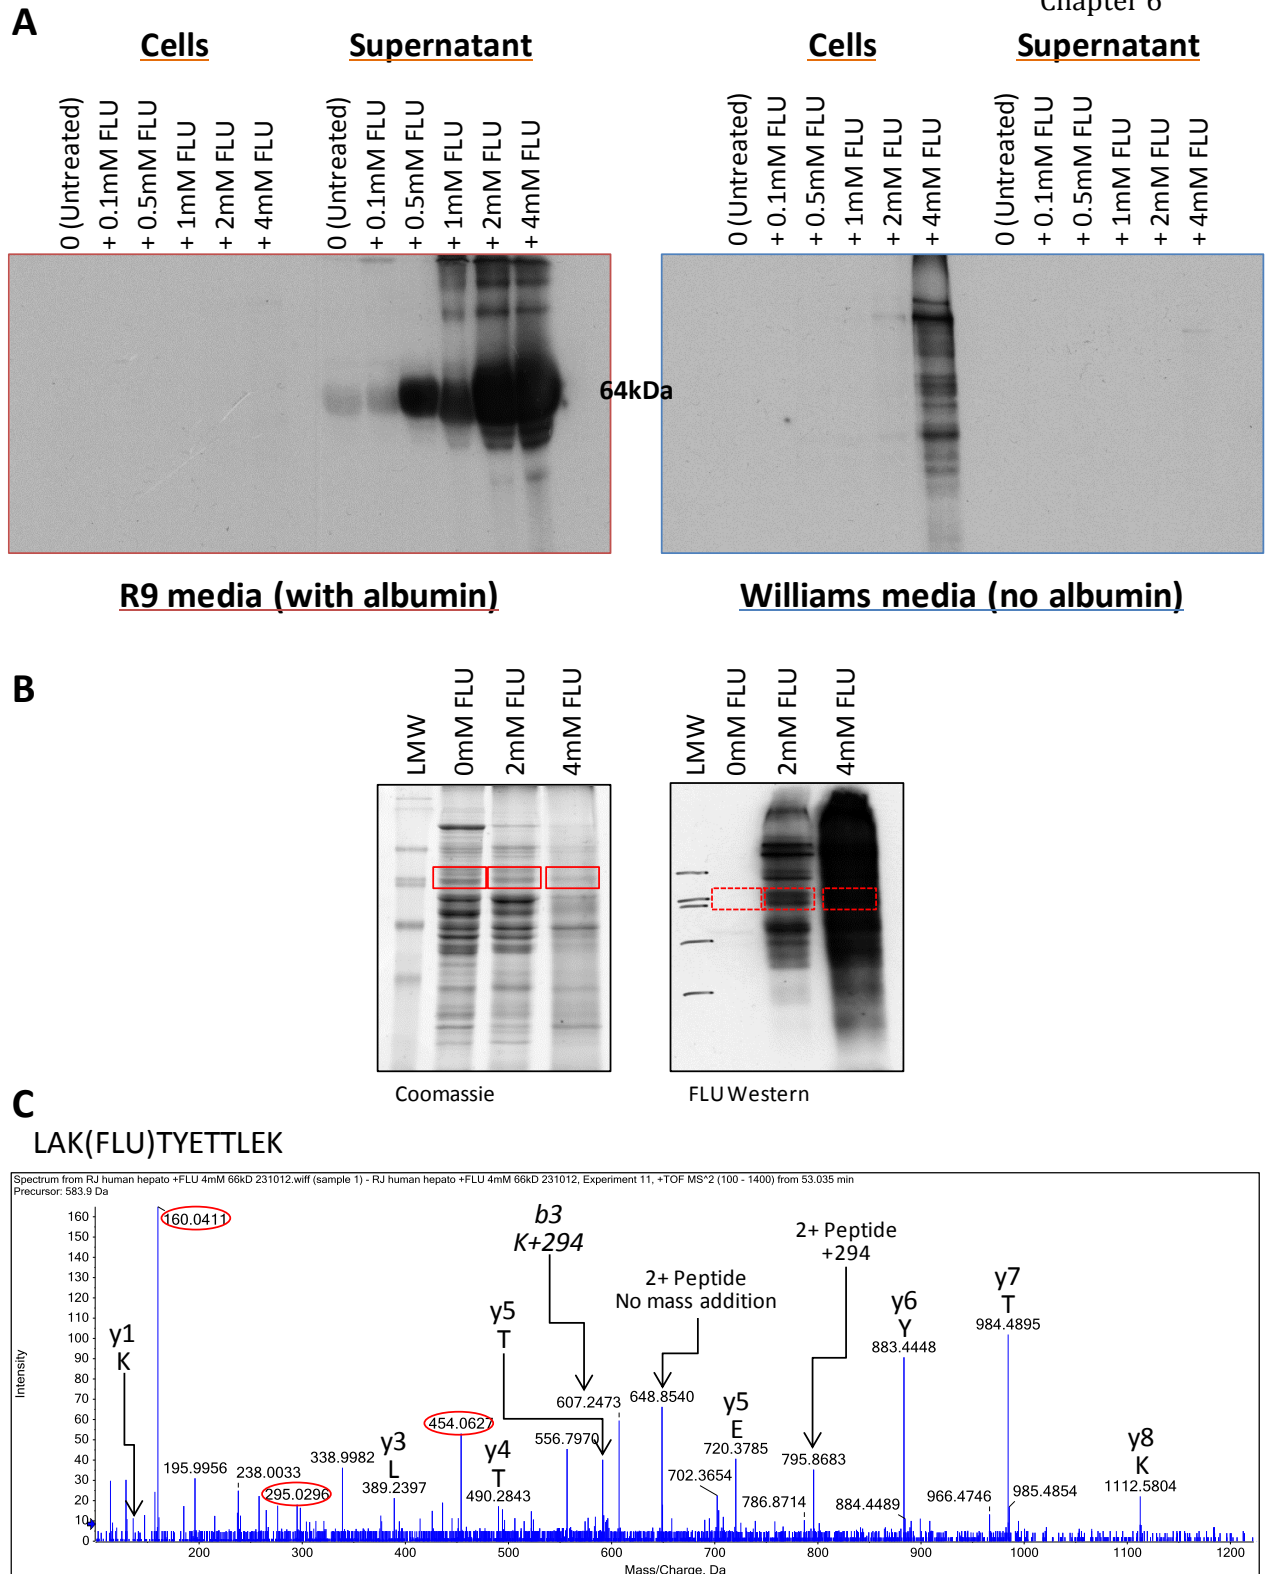 Chapter 6
A
Cells
Supernatant
Cells
Supernatant
0 (Untreated)
+ 0.1mM FLU
+ 0.5mM FLU
+ 1mM FLU
+ 2mM FLU
+ 4mM FLU
0 (Untreated)
+ 0.1mM FLU
+ 0.5mM FLU
+ 1mM FLU
+ 2mM FLU
+ 4mM FLU
0 (Untreated)
+ 0.1mM FLU
+ 0.5mM FLU
+ 1mM FLU
+ 2mM FLU
+ 4mM FLU
0 (Untreated)
+ 0.1mM FLU
+ 0.5mM FLU
+ 1mM FLU
+ 2mM FLU
+ 4mM FLU
64kDa
R9 media (with albumin)
Williams media (no albumin)
B
LMW
0mM FLU
2mM FLU
4mM FLU
LMW
0mM FLU
2mM FLU
4mM FLU
Coomassie
FLU Western
C
LAK(FLU)TYETTLEK
Spectrum from RJ human hepato +FLU 4mM 66kD 231012.wiff (sample 1) - RJ human hepato +FLU 4mM 66kD 231012, Experiment 11, +TOF MS^2 (100 - 1400) from 53.035 min
Precursor: 583.9 Da
Intensity
160
150
140
130
120
110
100
90
80
70
60
50
40
30
20
10
0
160.0411
b3
K+294
2+ Peptide
+294
2+ Peptide
No mass addition
y7
T
984.4895
y6
Y
883.4448
y5
T
y1
K
607.2473
648.8540
y5
E
720.3785
454.0627
556.7970
795.8683
y8
K
1112.5804
338.9982
y3
L
389.2397
y4
T
490.2843
195.9956
238.0033
295.0296
702.3654
786.8714
884.4489
966.4746
985.4854
200
300
400
500
600
700
800
900
1000
1100
1200
Mass/Charge, Da